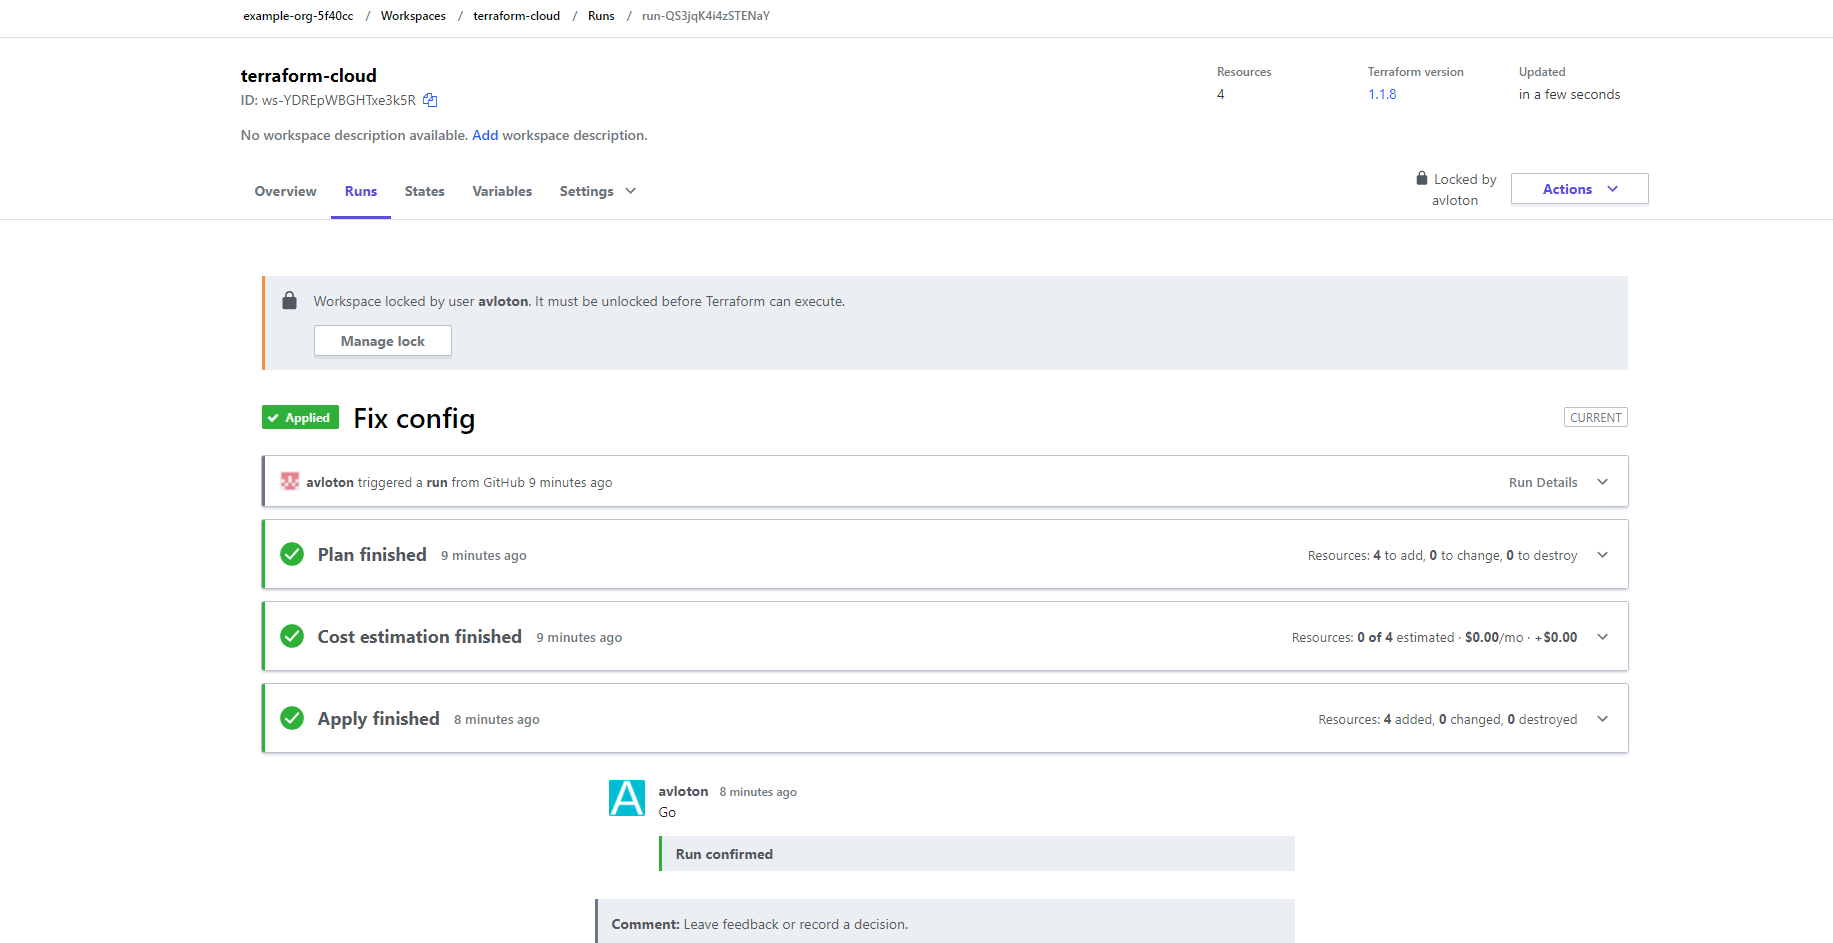 example-org-5f40cc / Workspaces / terraform-cloud / Runs / run-QS3jqK4i4zSTENaY
terraform-cloud
ID: ws-YDREpWBGHTxe3k5R
No workspace description available. Add workspace description.
Resources
4
Terraform version
1.1.8
Updated
in a few seconds
Overview Runs States Variables Settings
Locked by
avloton
Actions
Workspace locked by user avloton. It must be unlocked before Terraform can execute.
Manage lock
Applied Fix config CURRENT
avloton triggered a run from GitHub 9 minutes ago Run Details
Plan finished 9 minutes ago Resources: 4 to add, 0 to change, 0 to destroy
Cost estimation finished 9 minutes ago Resources: 0 of 4 estimated · $0.00/mo · +$0.00
Apply finished 8 minutes ago Resources: 4 added, 0 changed, 0 destroyed
A
avloton 8 minutes ago
Go
Run confirmed
Comment: Leave feedback or record a decision.